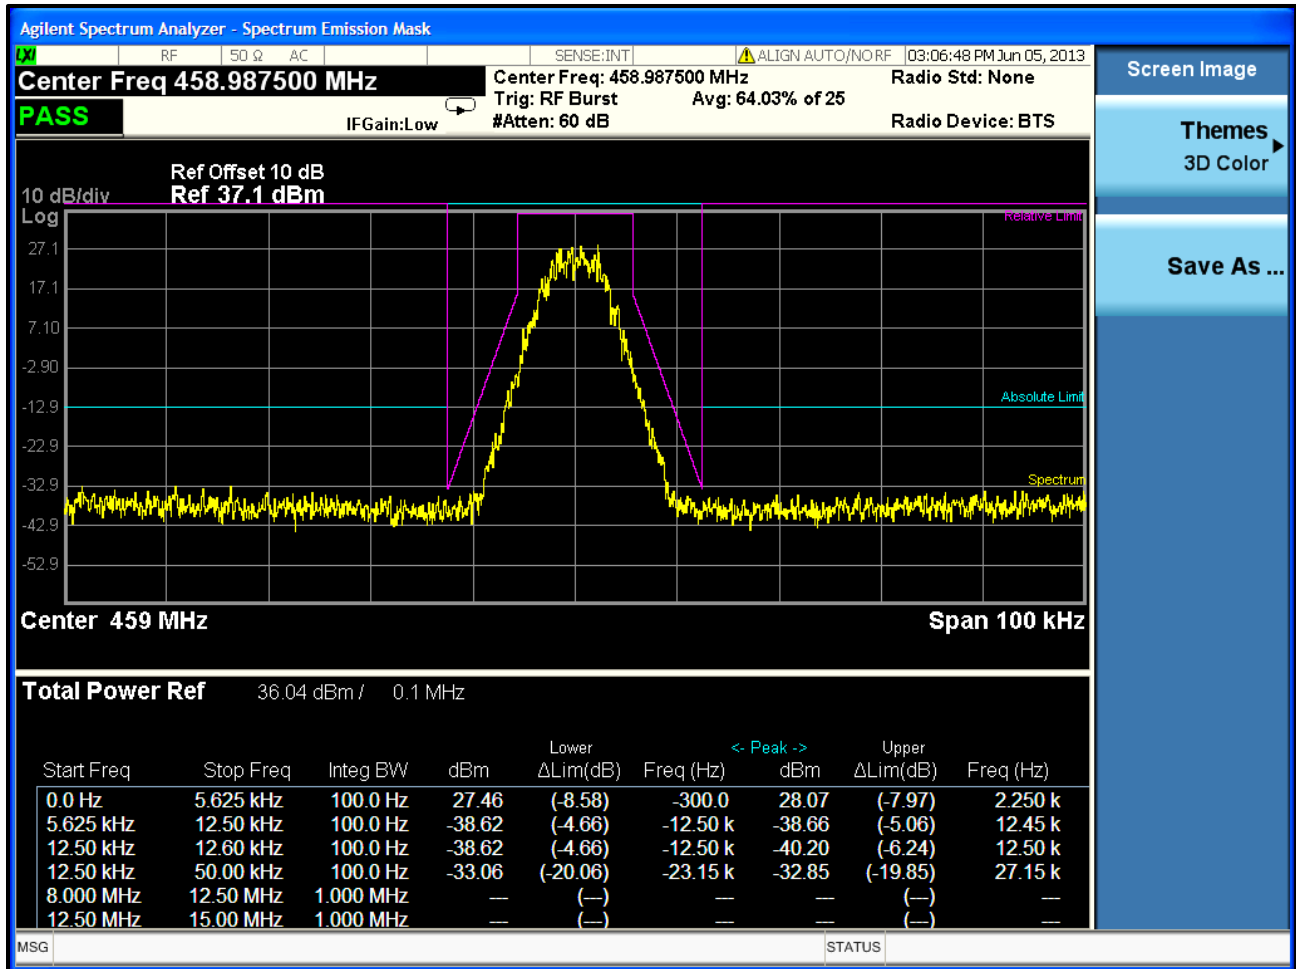 Agilent Spectrum Analyzer - Spectrum Emission Mask
LXI RF 50 Ω AC SENSE:INT ALIGN AUTO/NO RF 03:06:48 PM Jun 05, 2013
Center Freq 458.987500 MHz
Center Freq: 458.987500 MHz Radio Std: None
Trig: RF Burst Avg: 64.03% of 25
PASS
IFGain:Low #Atten: 60 dB Radio Device: BTS
Screen Image
Themes
3D Color
Save As ...
Ref Offset 10 dB
10 dB/div Ref 37.1 dBm
Log
Relative Limit
27.1
17.1
7.10
-2.90
Absolute Limit
-12.9
-22.9
Spectrum
-32.9
-42.9
-52.9
Center 459 MHz Span 100 kHz
Total Power Ref 36.04 dBm / 0.1 MHz
Lower <- Peak -> Upper
Start Freq Stop Freq Integ BW dBm ΔLim(dB) Freq (Hz) dBm ΔLim(dB) Freq (Hz)
0.0 Hz 5.625 kHz 100.0 Hz 27.46 (-8.58) -300.0 28.07 (-7.97) 2.250 k
5.625 kHz 12.50 kHz 100.0 Hz -38.62 (-4.66) -12.50 k -38.66 (-5.06) 12.45 k
12.50 kHz 12.60 kHz 100.0 Hz -38.62 (-4.66) -12.50 k -40.20 (-6.24) 12.50 k
12.50 kHz 50.00 kHz 100.0 Hz -33.06 (-20.06) -23.15 k -32.85 (-19.85) 27.15 k
8.000 MHz 12.50 MHz 1.000 MHz --- (---) --- --- (---) ---
12.50 MHz 15.00 MHz 1.000 MHz --- (---) --- --- (---) ---
MSG STATUS